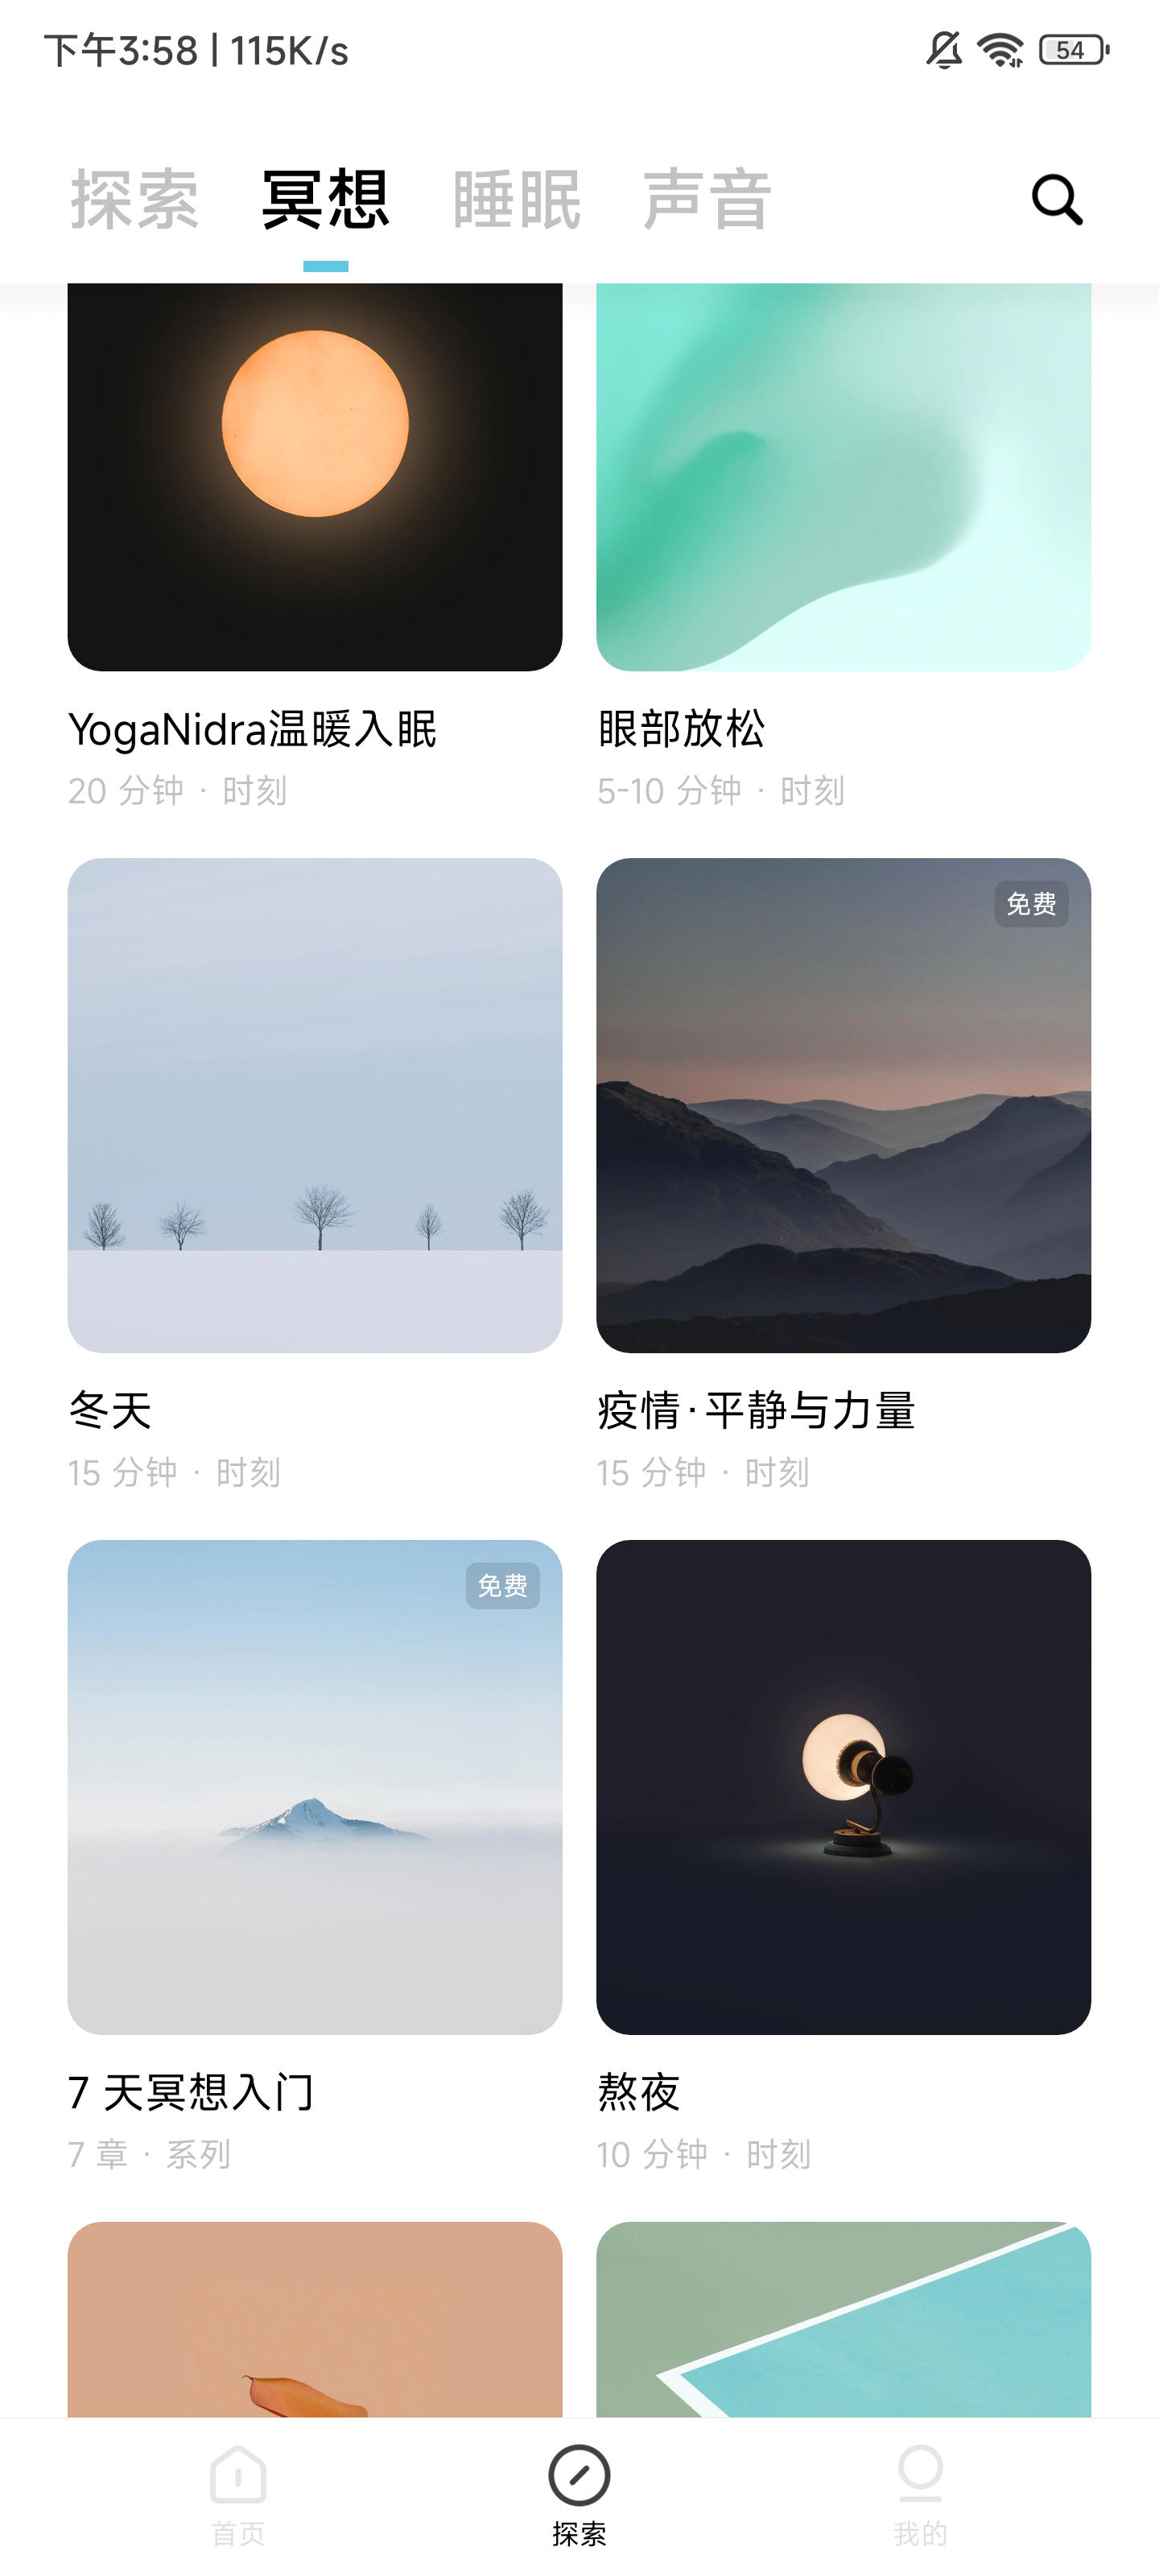 下午3:58 | 115K/s
54
探索 冥想 睡眠 声音
YogaNidra温暖入眠
20 分钟 · 时刻
眼部放松
5-10 分钟 · 时刻
免费
冬天
15 分钟 · 时刻
疫情·平静与力量
15 分钟 · 时刻
免费
7 天冥想入门
7 章 · 系列
熬夜
10 分钟 · 时刻
首页
探索
我的